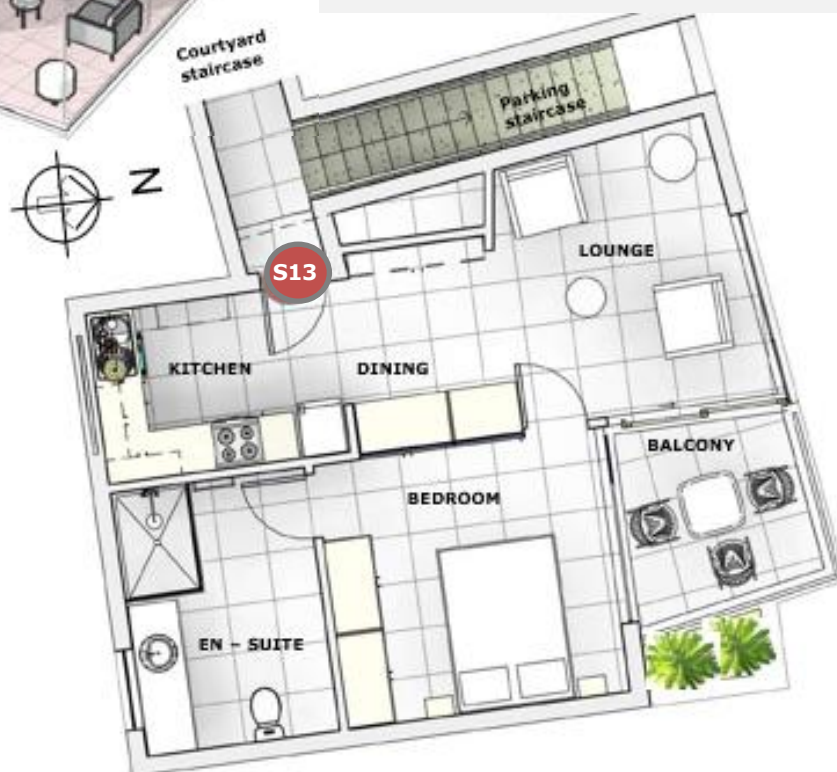 Courtyard
staircase
Parking
staircase
N
LOUNGE
S13
KITCHEN
DINING
BALCONY
BEDROOM
EN – SUITE